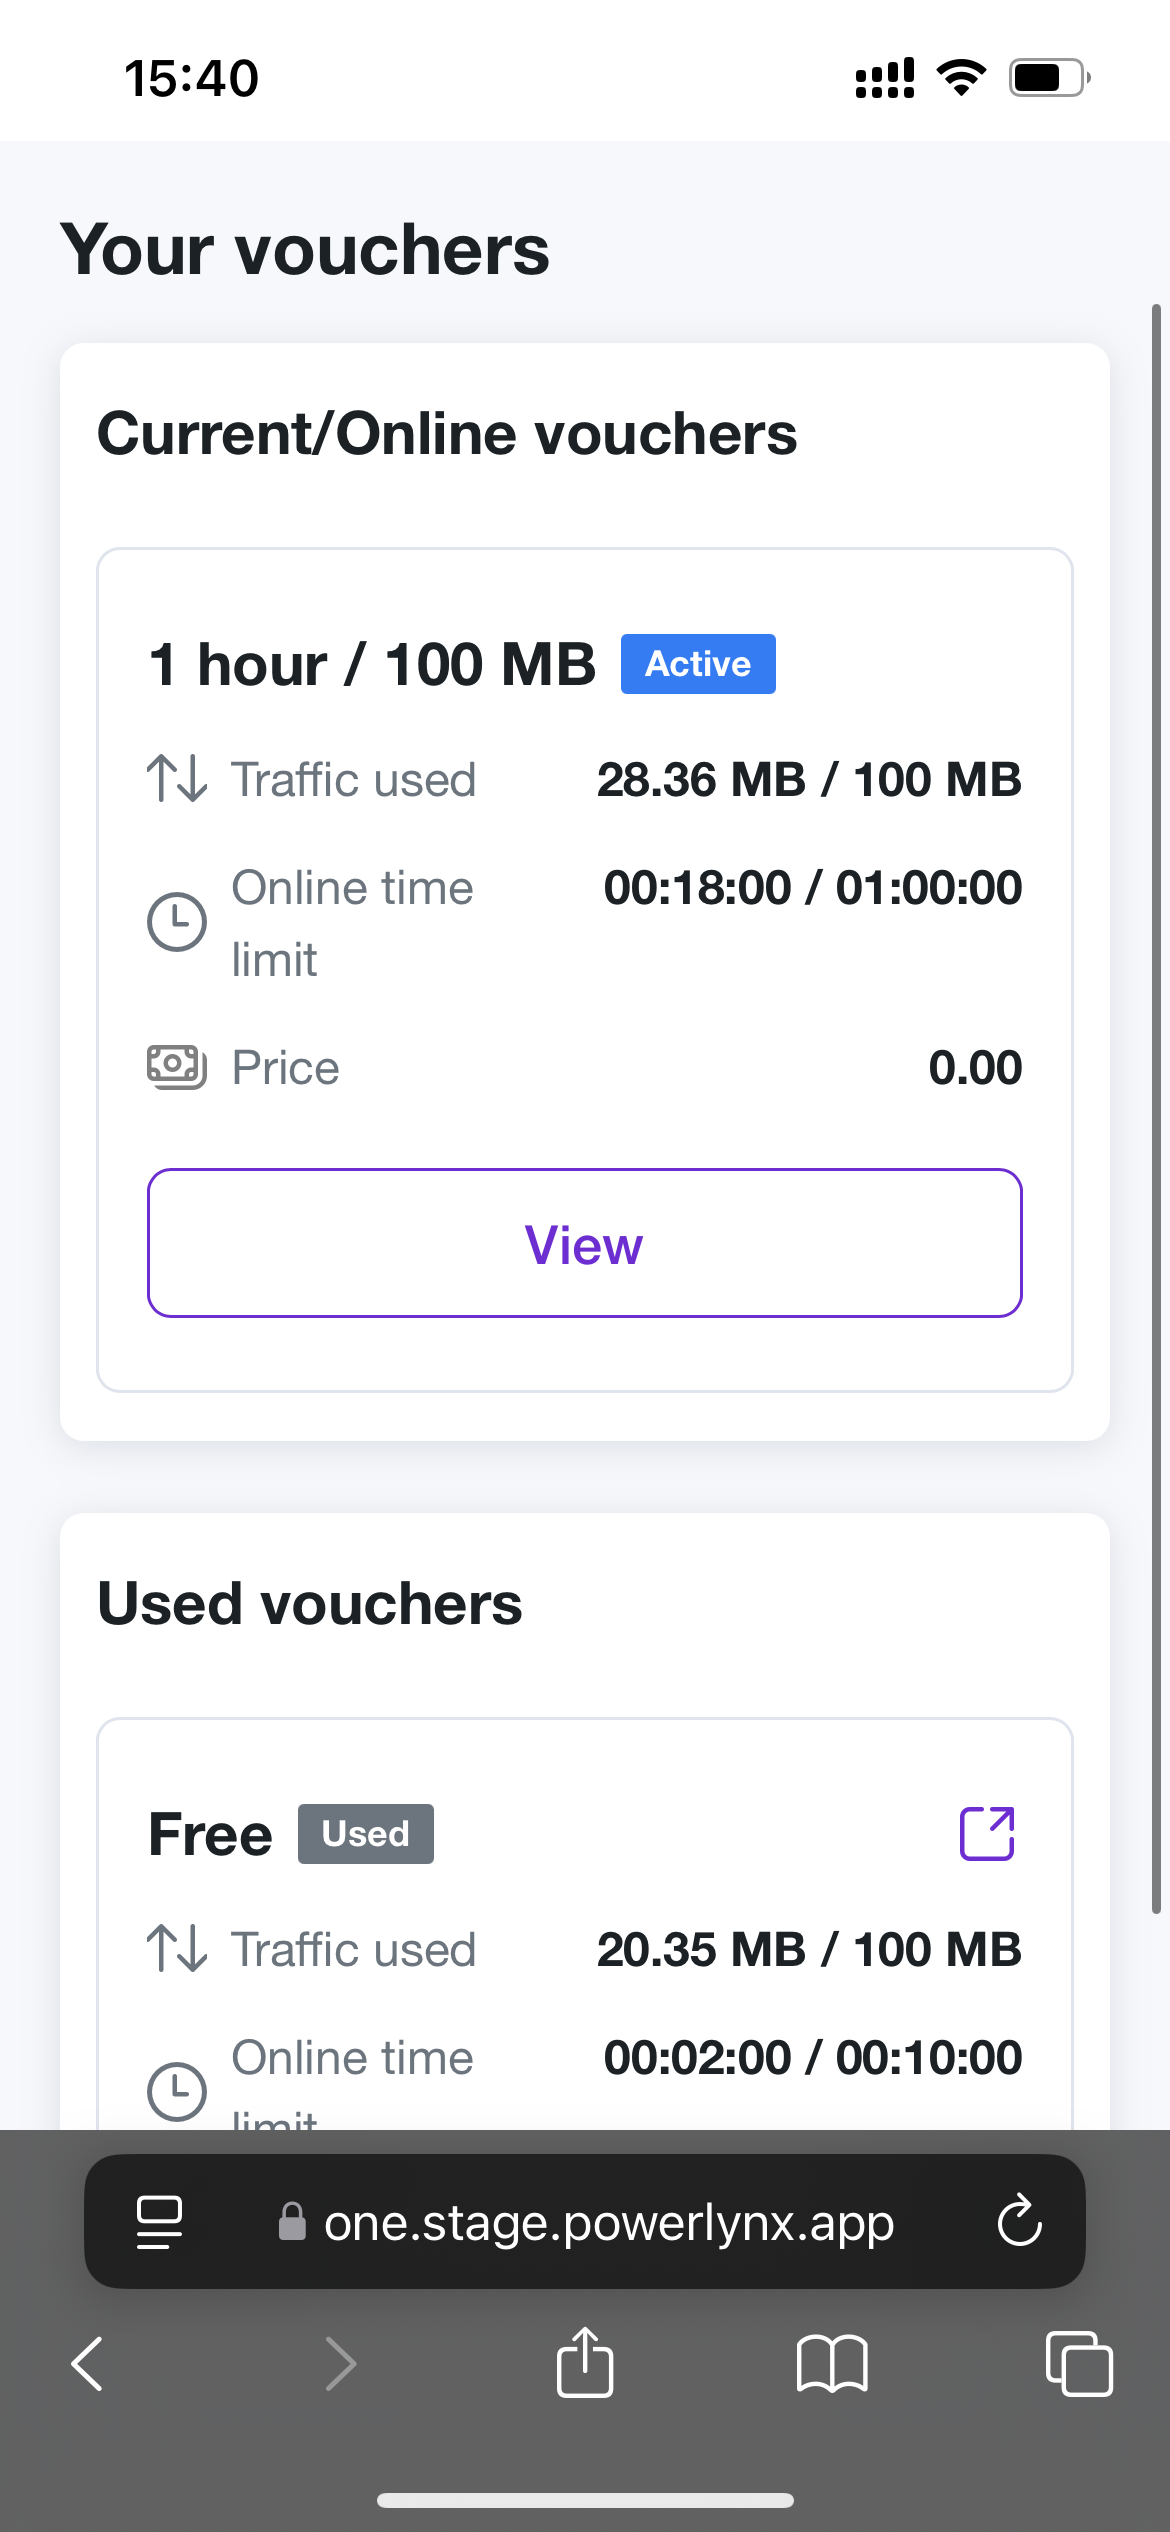 15:40
Your vouchers
Current/Online vouchers
1 hour / 100 MB Active
Traffic used 28.36 MB / 100 MB
Online time 00:18:00 / 01:00:00
limit
Price 0.00
View
Used vouchers
Free Used
Traffic used 20.35 MB / 100 MB
Online time 00:02:00 / 00:10:00
limit
one.stage.powerlynx.app